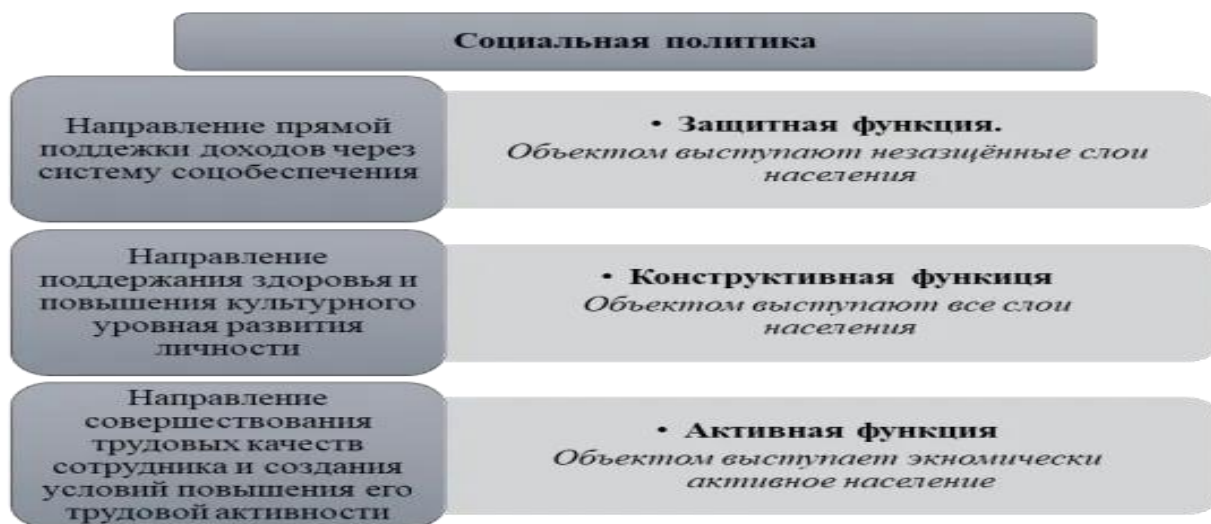 Социальная политика
Направление прямой
поддежки доходов через
систему соцобеспечения
• Защитная функция.
Объектом выступают незазщённые слои
населения
Направление
поддержания здоровья и
повышения культурного
уровная развития
личности
• Конструктивная функиця
Объектом выступают все слои
населения
Направление
совершествования
трудовых качеств
сотрудника и создания
условий повышения его
трудовой активности
• Активная функция
Объектом выступает экномически
активное население